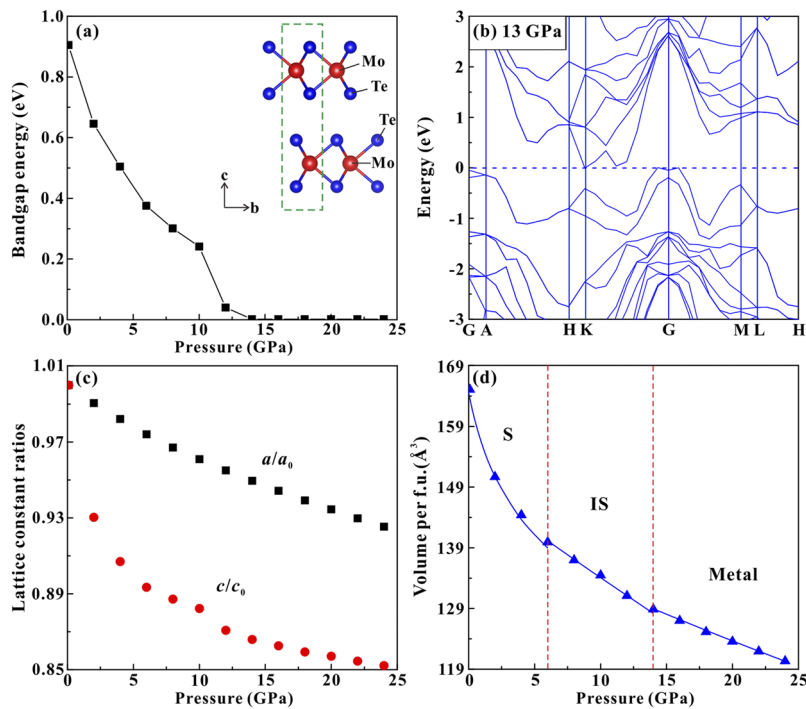 (a)
Bandgap energy (eV)
1.0
0.8
0.6
0.4
0.2
0.0
0 5 10 15 20 25
Pressure (GPa)
Mo
Te
Te
Mo
c
b
(b) 13 GPa
Energy (eV)
3
2
1
0
-1
-2
-3
G A H K G M L H
(c)
Lattice constant ratios
1.01
0.97
0.93
0.89
0.85
a/a0
c/c0
0 5 10 15 20 25
Pressure (GPa)
(d)
Volume per f.u.(Å³)
169
159
149
139
129
119
S
IS
Metal
0 5 10 15 20 25
Pressure (GPa)